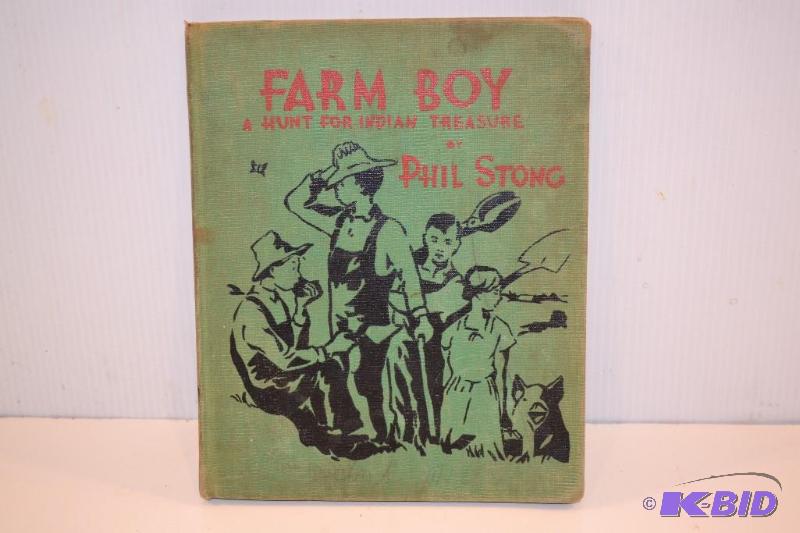 FARM BOY
A HUNT FOR INDIAN TREASURE
BY
PHIL STONG
© K-BID